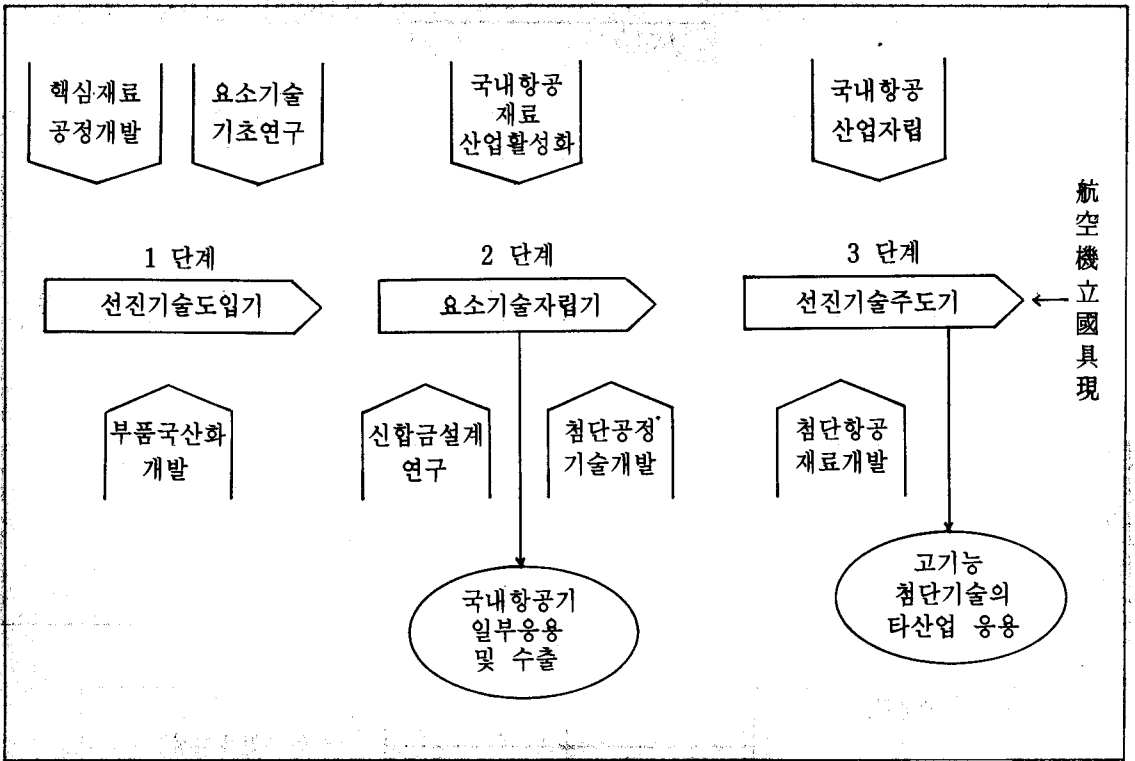 핵심재료
공정개발
요소기술
기초연구
국내항공
재료
산업활성화
국내항공
산업자립
1 단계
선진기술도입기
2 단계
요소기술자립기
3 단계
선진기술주도기
航空機立國具現
부품국산화
개발
신합금설계
연구
첨단공정
기술개발
첨단항공
재료개발
국내항공기
일부응용
및 수출
고기능
첨단기술의
타산업 응용